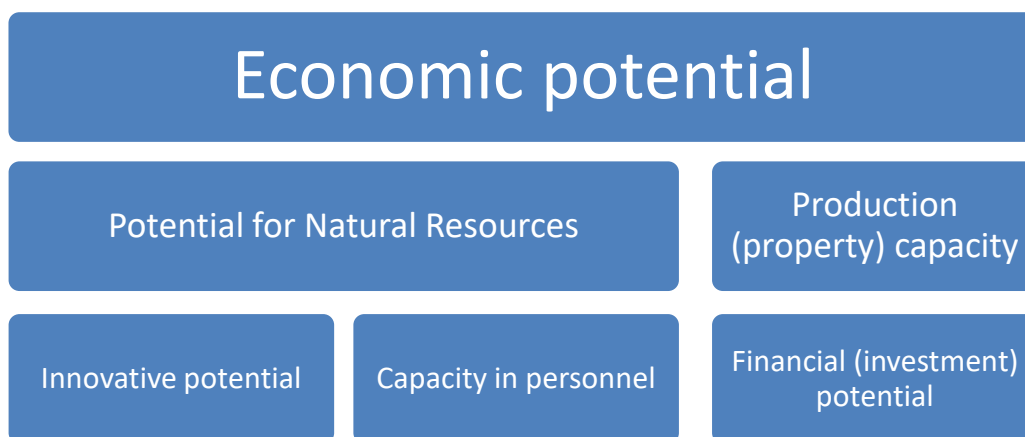 Economic potential
Potential for Natural Resources
Production
(property) capacity
Innovative potential
Capacity in personnel
Financial (investment)
potential